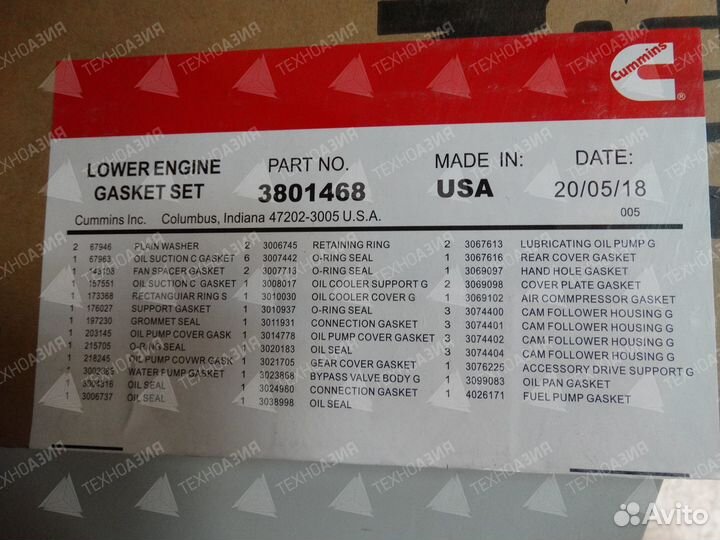 Cummins
®
LOWER ENGINE GASKET SET
PART NO. 3801468
MADE IN: USA
DATE: 20/05/18
005
Cummins Inc. Columbus, Indiana 47202-3005 U.S.A.
2 67946 PLAIN WASHER
1 67963 OIL SUCTION C GASKET
1 FAN SPACER GASKET
1 OIL SUCTION C GASKET
1 173368 RECTANGUIAR RING S
1 176027 SUPPORT GASKET
1 197230 GROMMET SEAL
1 203145 OIL PUMP COVER GASK
1 215705 O-RING SEAL
1 218245 OIL PUMP COVWR GASK
1 WATER PUMP GASKET
1 OIL SEAL
1 3006737 OIL SEAL
2 3006745 RETAINING RING
6 3007442 O-RING SEAL
2 3007713 O-RING SEAL
1 3008017 OIL COOLER SUPPORT G
1 3010030 OIL COOLER COVER G
1 3010937 O-RING SEAL
1 3011931 CONNECTION GASKET
1 3014778 OIL PUMP COVER GASKET
1 3020183 OIL SEAL
1 3021705 GEAR COVER GASKET
1 3023868 BYPASS VALVE BODY G
1 3024980 CONNECTION GASKET
1 3038998 OIL SEAL
2 3067613 LUBRICATING OIL PUMP G
1 3067616 REAR COVER GASKET
1 3069097 HAND HOLE GASKET
2 3069098 COVER PLATE GASKET
1 3069102 AIR COMMPRESSOR GASKET
3 3074400 CAM FOLLOWER HOUSING G
3 3074401 CAM FOLLOWER HOUSING G
3 3074402 CAM FOLLOWER HOUSING G
3 3074404 CAM FOLLOWER HOUSING G
1 3076225 ACCESSORY DRIVE SUPPORT G
1 3099083 OIL PAN GASKET
1 4026171 FUEL PUMP GASKET
ТЕХНОАЗИЯ
Avito